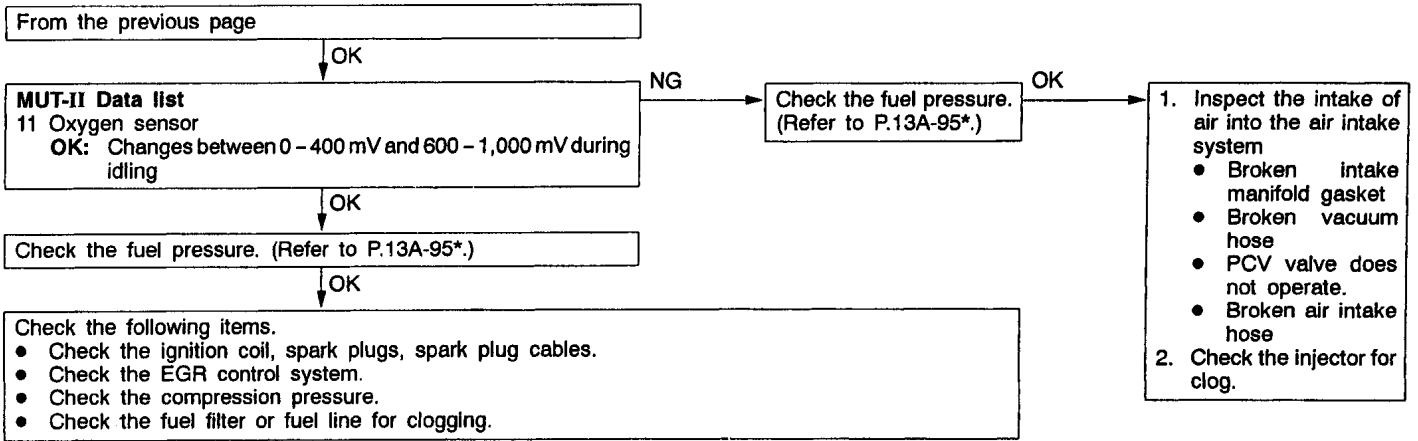 From the previous page
OK
MUT-II Data list
11 Oxygen sensor
OK: Changes between 0 – 400 mV and 600 – 1,000 mV during
idling
NG
Check the fuel pressure.
(Refer to P.13A-95*.)
OK
1. Inspect the intake of
air into the air intake
system
● Broken intake
manifold gasket
● Broken vacuum
hose
● PCV valve does
not operate.
● Broken air intake
hose
2. Check the injector for
clog.
OK
Check the fuel pressure. (Refer to P.13A-95*.)
OK
Check the following items.
● Check the ignition coil, spark plugs, spark plug cables.
● Check the EGR control system.
● Check the compression pressure.
● Check the fuel filter or fuel line for clogging.